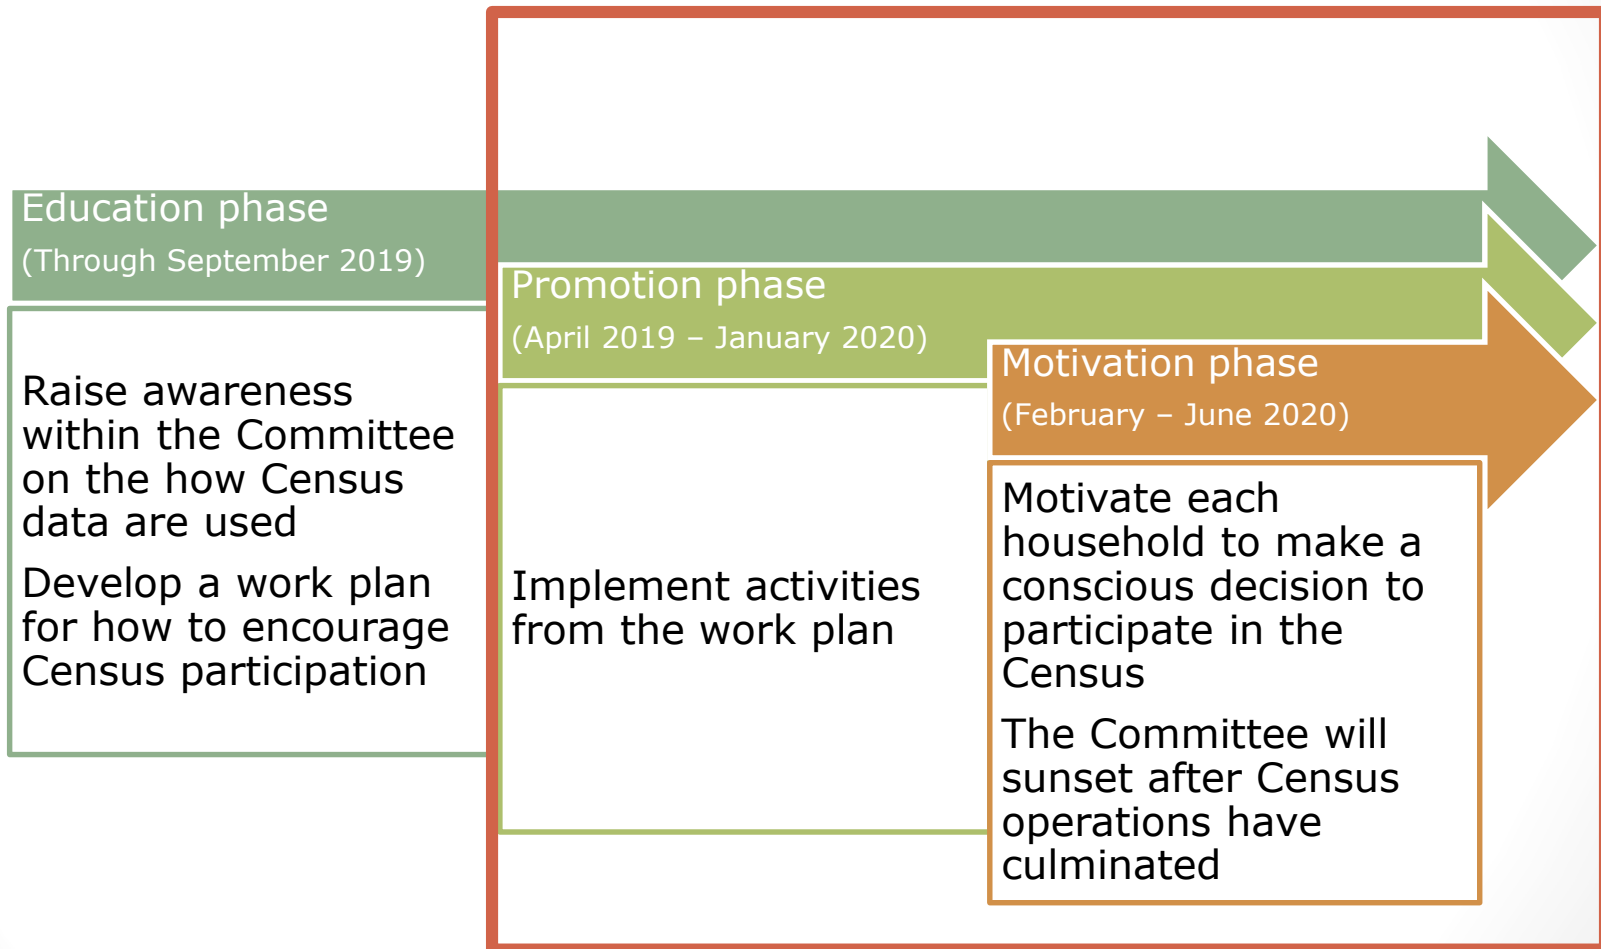 Education phase
(Through September 2019)
Raise awareness
within the Committee
on the how Census
data are used
Develop a work plan
for how to encourage
Census participation
Promotion phase
(April 2019 – January 2020)
Implement activities
from the work plan
Motivation phase
(February – June 2020)
Motivate each
household to make a
conscious decision to
participate in the
Census
The Committee will
sunset after Census
operations have
culminated